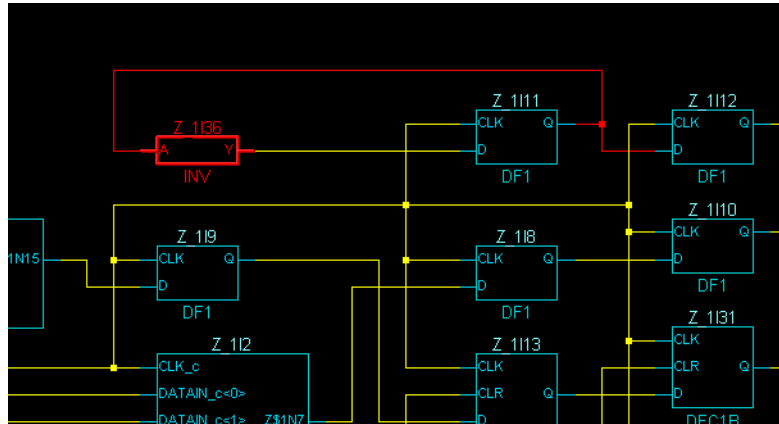 Z_1I11
CLK Q
D
DF1
Z_1I12
CLK Q
D
DF1
Z_1I36
A Y
INV
Z_1I10
CLK Q
D
DF1
1N15
Z_1I9
CLK Q
D
DF1
Z_1I8
CLK Q
D
DF1
Z_1I31
CLK
CLR Q
D
DFC1B
Z_1I2
CLK_c
DATAIN_c<0>
DATAIN_c<1> Z$1N7
Z_1I13
CLK
CLR Q
D